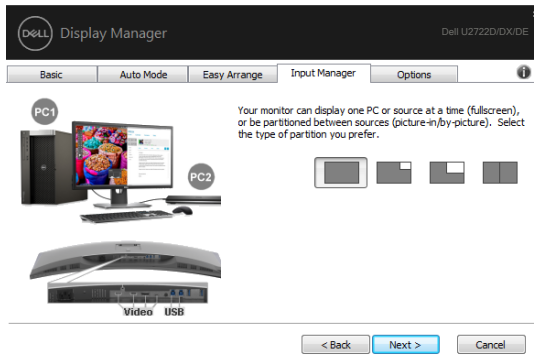 DELL Display Manager
Dell U2722D/DX/DE
Basic
Auto Mode
Easy Arrange
Input Manager
Options
i
PC1
PC2
Your monitor can display one PC or source at a time (fullscreen),
or be partitioned between sources (picture-in/by-picture). Select
the type of partition you prefer.
Video USB
< Back
Next >
Cancel